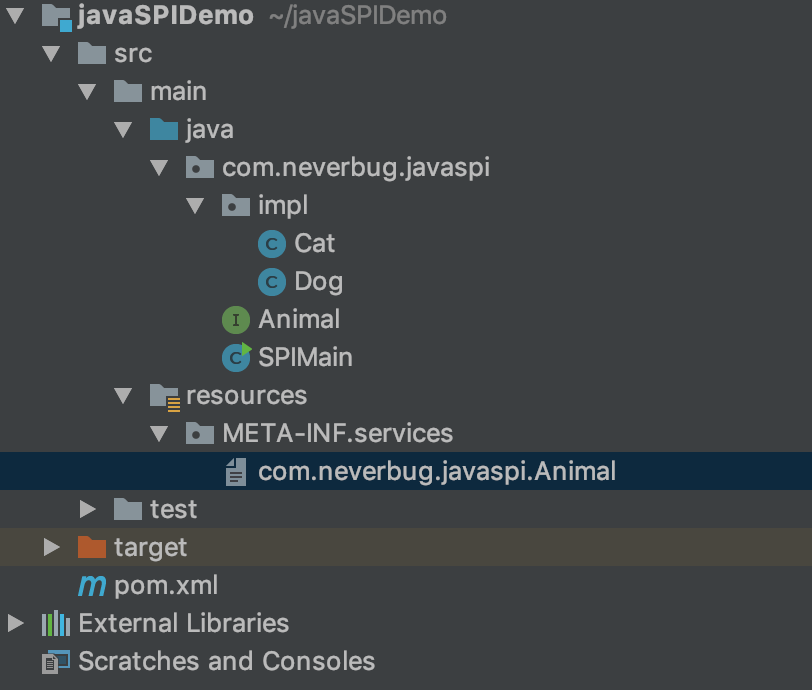 javaSPIDemo ~/javaSPIDemo
src
main
java
com.neverbug.javaspi
impl
C Cat
C Dog
I Animal
C SPIMain
resources
META-INF.services
com.neverbug.javaspi.Animal
test
target
m pom.xml
External Libraries
Scratches and Consoles